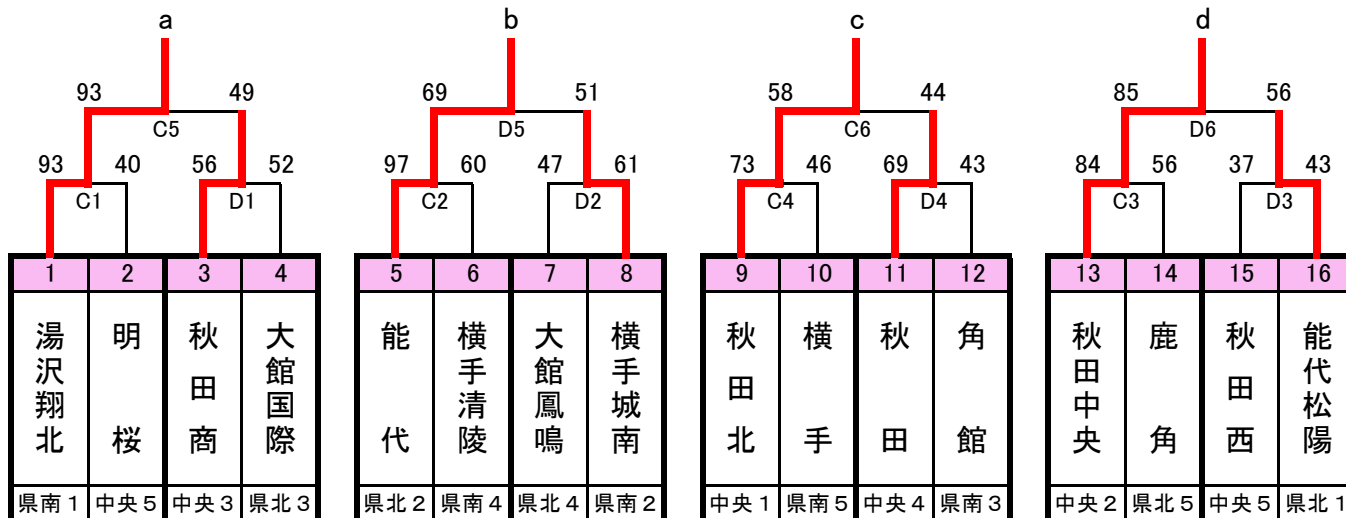 a b c d
93 49 69 51 58 44 85 56
C5 D5 C6 D6
93 40 56 52 97 60 47 61 73 46 69 43 84 56 37 43
C1 D1 C2 D2 C4 D4 C3 D3
1 2 3 4 5 6 7 8 9 10 11 12 13 14 15 16
湯沢翔北 明桜 秋田商 大館国際 能代 横手清陵 大館鳳鳴 横手城南 秋田北 横手 秋田 角館 秋田中央 鹿角 秋田西 能代松陽
県南1 中央5 中央3 県北3 県北2 県南4 県北4 県南2 中央1 県南5 中央4 県南3 中央2 県北5 中央5 県北1